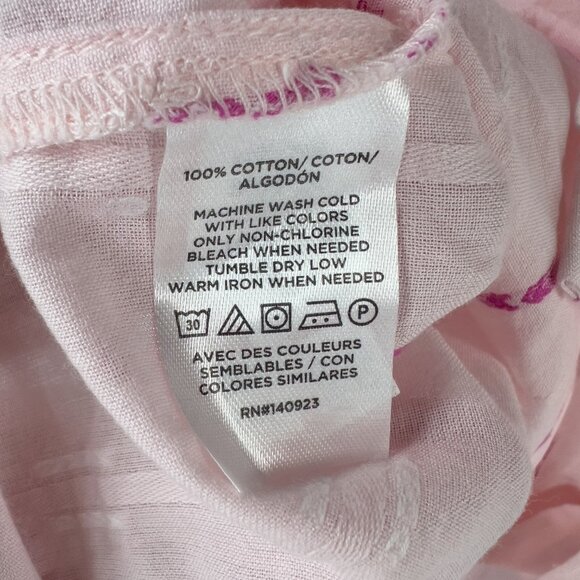 100% COTTON/ COTON/
ALGODÓN
MACHINE WASH COLD
WITH LIKE COLORS
ONLY NON-CHLORINE
BLEACH WHEN NEEDED
TUMBLE DRY LOW
WARM IRON WHEN NEEDED
30 P
AVEC DES COULEURS
SEMBLABLES / CON
COLORES SIMILARES
RN#140923